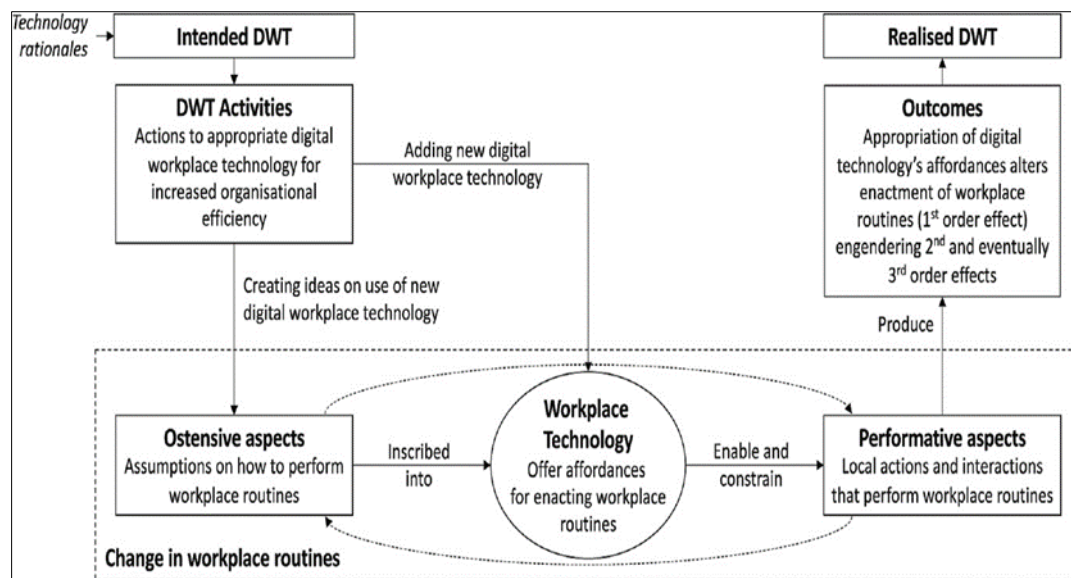 Technology
rationales
Intended DWT
Realised DWT
DWT Activities
Actions to appropriate digital
workplace technology for
increased organisational
efficiency
Adding new digital
workplace technology
Outcomes
Appropriation of digital
technology's affordances alters
enactment of workplace
routines (1st order effect)
engendering 2nd and eventually
3rd order effects
Creating ideas on use of new
digital workplace technology
Produce
Ostensive aspects
Assumptions on how to perform
workplace routines
Inscribed
into
Workplace
Technology
Offer affordances
for enacting workplace
routines
Enable and
constrain
Performative aspects
Local actions and interactions
that perform workplace routines
Change in workplace routines